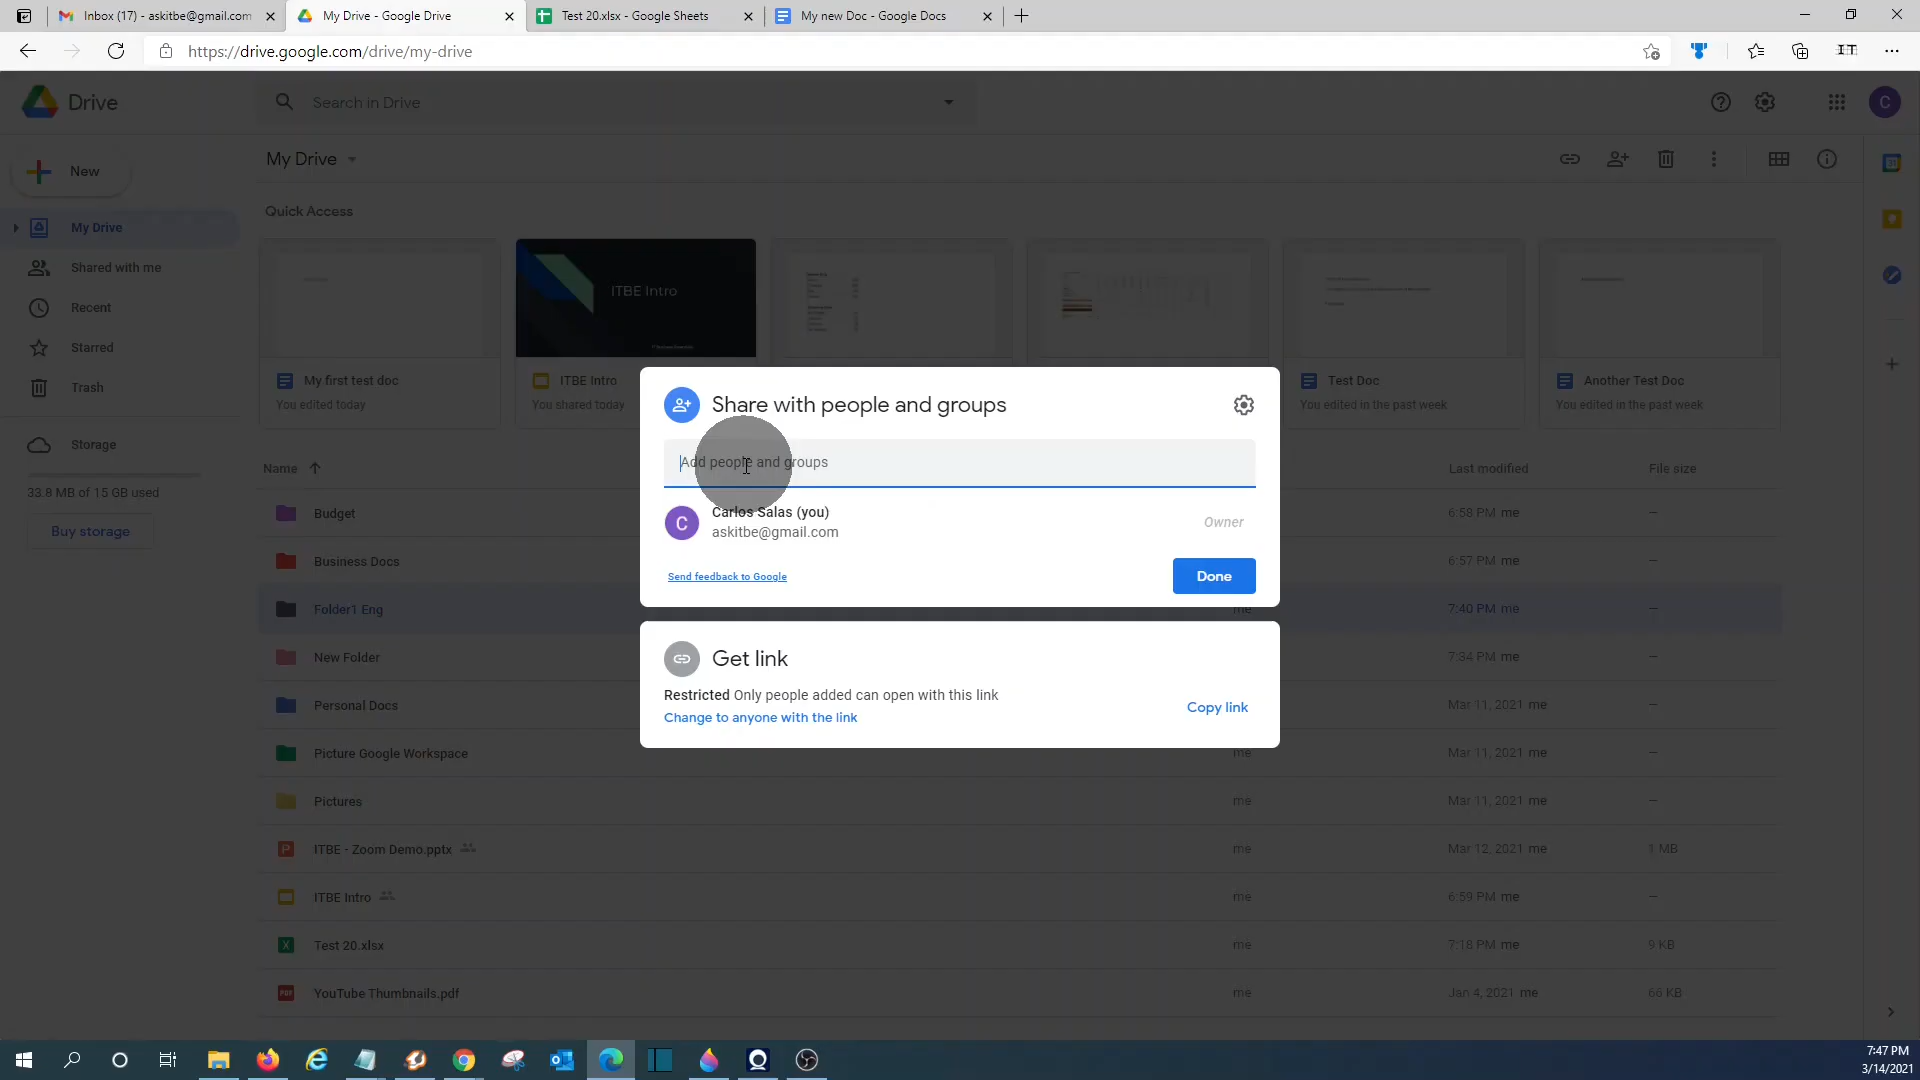 Inbox (17) - askitbe@gmail.com
My Drive - Google Drive
Test 20.xlsx - Google Sheets
My new Doc - Google Docs
https://drive.google.com/drive/my-drive
Drive
Search in Drive
C
New
My Drive
Quick Access
My Drive
Shared with me
Recent
Starred
Trash
Storage
33.8 MB of 15 GB used
Buy storage
ITBE Intro
My first test doc
You edited today
ITBE Intro
You shared today
Test Doc
You edited in the past week
Another Test Doc
You edited in the past week
Share with people and groups
Add people and groups
C
Carlos Salas (you)
askitbe@gmail.com
Owner
Send feedback to Google
Done
Get link
Restricted Only people added can open with this link
Change to anyone with the link
Copy link
Name
Last modified
File size
Budget
6:58 PM me
–
Business Docs
6:57 PM me
–
Folder1 Eng
me
7:40 PM me
–
New Folder
7:34 PM me
–
Personal Docs
Mar 11, 2021 me
–
Picture Google Workspace
me
Mar 11, 2021 me
–
Pictures
me
Mar 11, 2021 me
–
ITBE - Zoom Demo.pptx
me
Mar 12, 2021 me
1 MB
ITBE Intro
me
6:59 PM me
–
Test 20.xlsx
me
7:18 PM me
9 KB
YouTube Thumbnails.pdf
me
Jan 4, 2021 me
66 KB
7:47 PM
3/14/2021